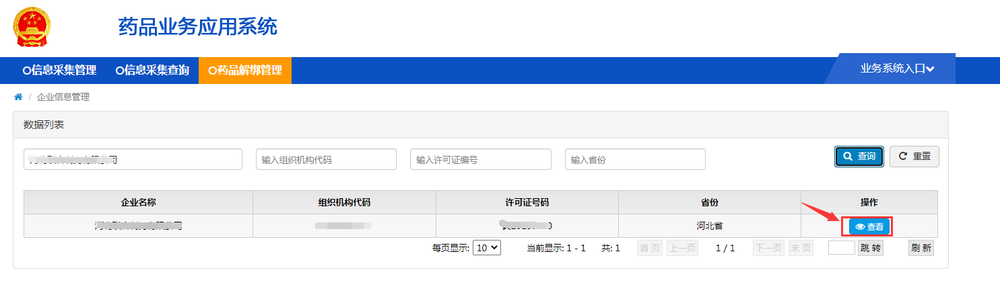 药品业务应用系统
O信息采集管理 O信息采集查询 O药品解绑管理 业务系统入口
/ 企业信息管理
数据列表
输入组织机构代码 输入许可证编号 输入省份 查询 重置
企业名称 组织机构代码 许可证号码 省份 操作
河北省 查看
每页显示: 10 当前显示: 1 - 1 共: 1 首 页 上一页 1 / 1 下一页 末 页 跳 转 刷 新